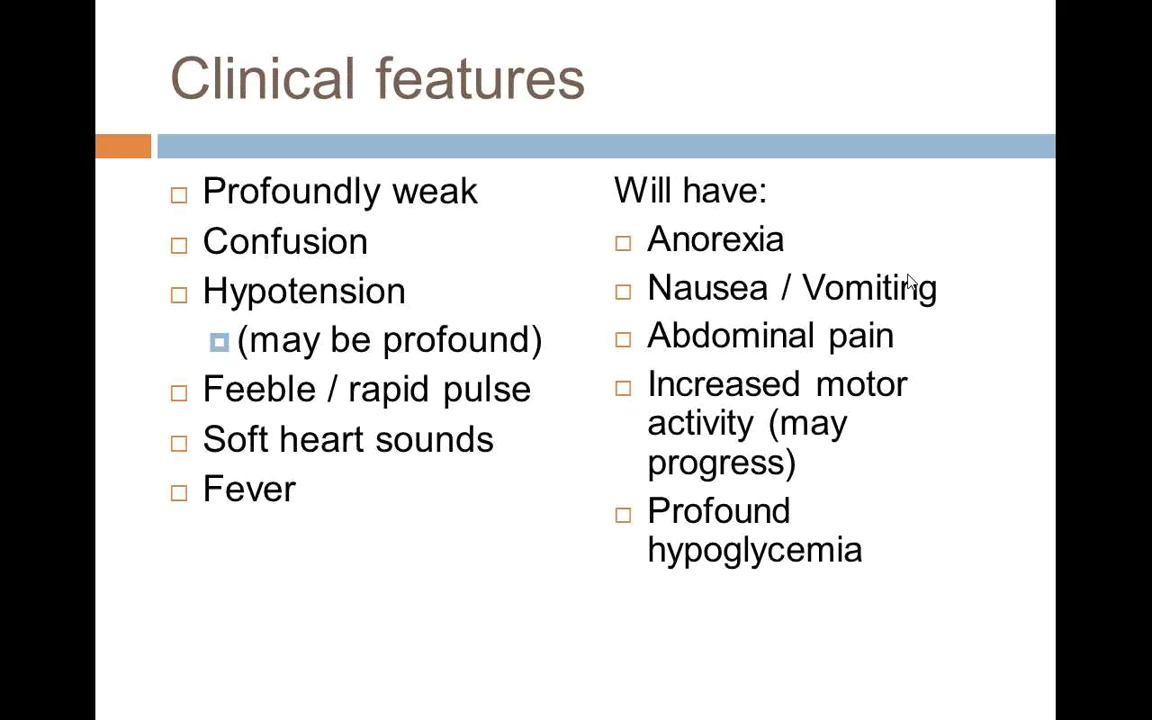 Clinical features
Profoundly weak
Confusion
Hypotension
(may be profound)
Feeble / rapid pulse
Soft heart sounds
Fever
Will have:
Anorexia
Nausea / Vomiting
Abdominal pain
Increased motor
activity (may
progress)
Profound
hypoglycemia